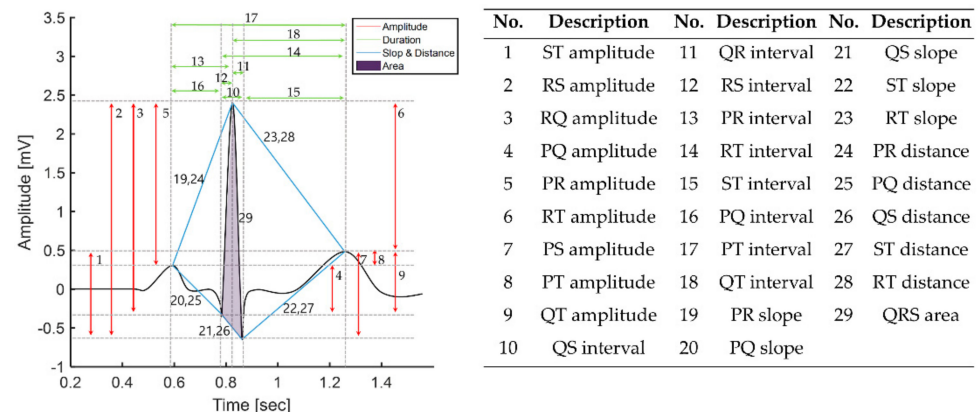 3.5
3
2.5
2
1.5
1
0.5
0
-0.5
-1
Amplitude [mV]
0.2 0.4 0.6 0.8 1 1.2 1.4
Time [sec]
Amplitude
Duration
Slop & Distance
Area
17
18
14
13
11
12
16
10
15
2 3 5 6
23,28
19,24
29
1
7 8
4 9
20,25
22,27
21,26
No. Description No. Description No. Description
1 ST amplitude 11 QR interval 21 QS slope
2 RS amplitude 12 RS interval 22 ST slope
3 RQ amplitude 13 PR interval 23 RT slope
4 PQ amplitude 14 RT interval 24 PR distance
5 PR amplitude 15 ST interval 25 PQ distance
6 RT amplitude 16 PQ interval 26 QS distance
7 PS amplitude 17 PT interval 27 ST distance
8 PT amplitude 18 QT interval 28 RT distance
9 QT amplitude 19 PR slope 29 QRS area
10 QS interval 20 PQ slope